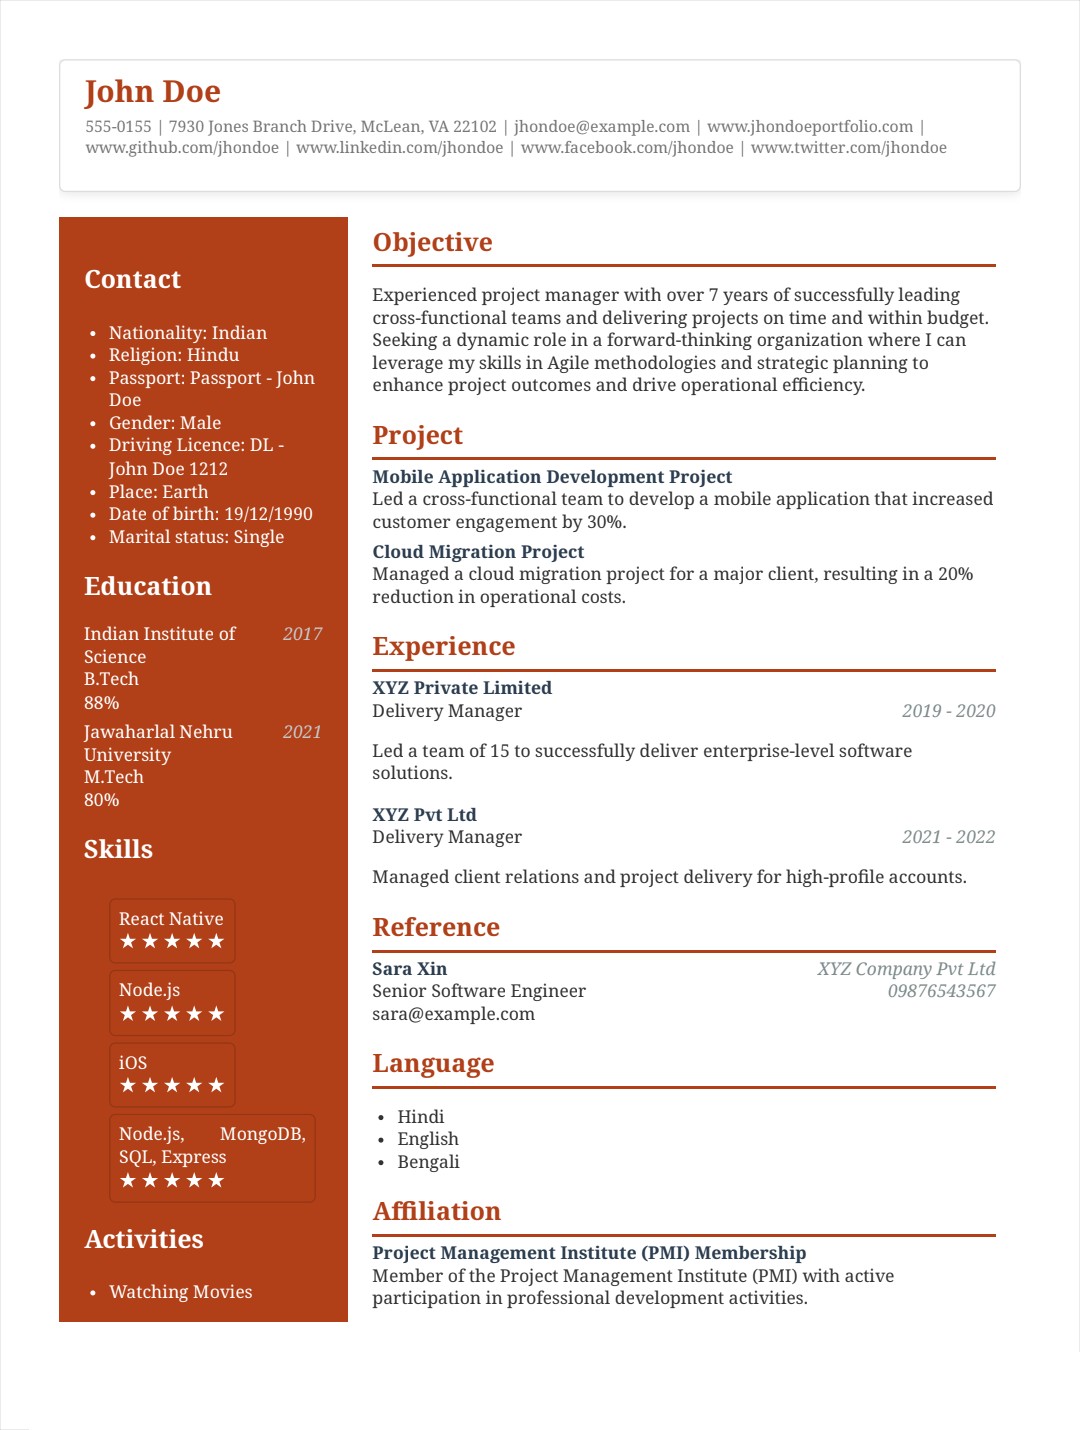 John Doe
555-0155 | 7930 Jones Branch Drive, McLean, VA 22102 | jhondoe@example.com | www.jhondoeportfolio.com |
www.github.com/jhondoe | www.linkedin.com/jhondoe | www.facebook.com/jhondoe | www.twitter.com/jhondoe
Contact
• Nationality: Indian
• Religion: Hindu
• Passport: Passport - John
Doe
• Gender: Male
• Driving Licence: DL -
John Doe 1212
• Place: Earth
• Date of birth: 19/12/1990
• Marital status: Single
Education
Indian Institute of 2017
Science
B.Tech
88%
Jawaharlal Nehru 2021
University
M.Tech
80%
Skills
React Native
★ ★ ★ ★ ★
Node.js
★ ★ ★ ★ ★
iOS
★ ★ ★ ★ ★
Node.js, MongoDB,
SQL, Express
★ ★ ★ ★ ★
Activities
• Watching Movies
Objective
Experienced project manager with over 7 years of successfully leading
cross-functional teams and delivering projects on time and within budget.
Seeking a dynamic role in a forward-thinking organization where I can
leverage my skills in Agile methodologies and strategic planning to
enhance project outcomes and drive operational efficiency.
Project
Mobile Application Development Project
Led a cross-functional team to develop a mobile application that increased
customer engagement by 30%.
Cloud Migration Project
Managed a cloud migration project for a major client, resulting in a 20%
reduction in operational costs.
Experience
XYZ Private Limited
Delivery Manager 2019 - 2020
Led a team of 15 to successfully deliver enterprise-level software
solutions.
XYZ Pvt Ltd
Delivery Manager 2021 - 2022
Managed client relations and project delivery for high-profile accounts.
Reference
Sara Xin XYZ Company Pvt Ltd
Senior Software Engineer 09876543567
sara@example.com
Language
• Hindi
• English
• Bengali
Affiliation
Project Management Institute (PMI) Membership
Member of the Project Management Institute (PMI) with active
participation in professional development activities.